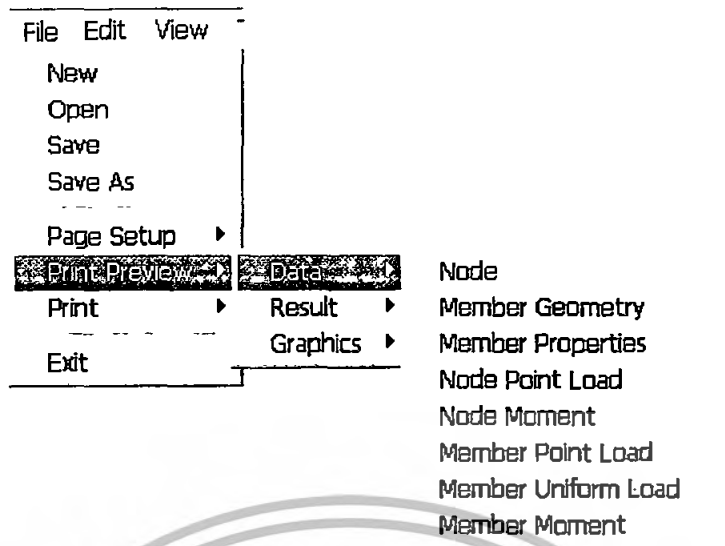 File Edit View
New
Open
Save
Save As
Page Setup
Print Preview
Print
Exit
Data
Result
Graphics
Node
Member Geometry
Member Properties
Node Point Load
Node Moment
Member Point Load
Member Uniform Load
Member Moment